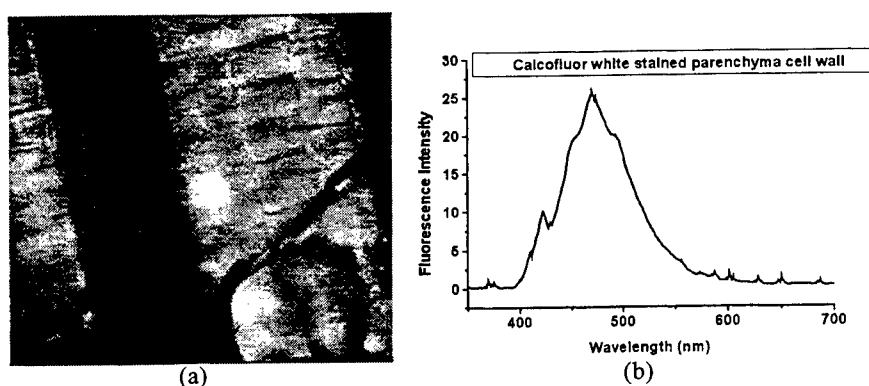 Calcofluor white stained parenchyma cell wall
30
25
20
15
10
5
0
Fluorescence Intensity
400 500 600 700
Wavelength (nm)
(a) (b)